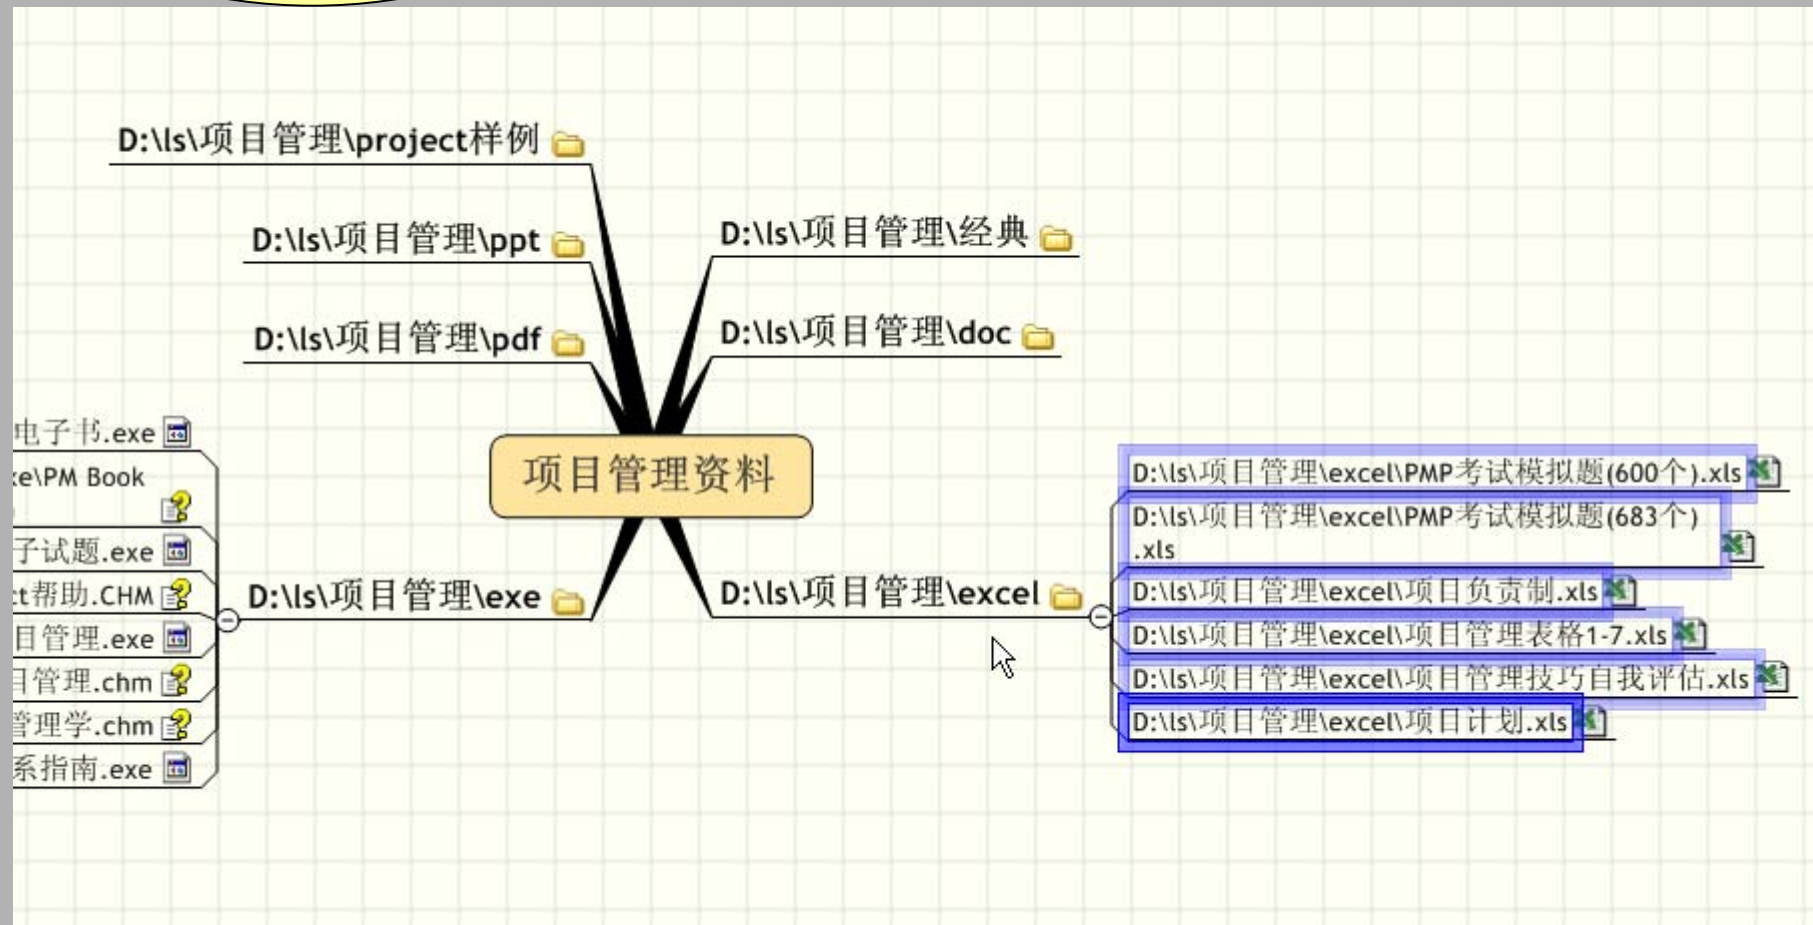 D:\ls\项目管理\project样例
D:\ls\项目管理\ppt
D:\ls\项目管理\pdf
项目管理资料
D:\ls\项目管理\exe
电子书.exe
\PM Book
子试题.exe
帮助.CHM
目管理.exe
管理.chm
管理学.chm
系指南.exe
D:\ls\项目管理\经典
D:\ls\项目管理\doc
D:\ls\项目管理\excel
D:\ls\项目管理\excel\PMP考试模拟题(600个).xls
D:\ls\项目管理\excel\PMP考试模拟题(683个)
.xls
D:\ls\项目管理\excel\项目负责制.xls
D:\ls\项目管理\excel\项目管理表格1-7.xls
D:\ls\项目管理\excel\项目管理技巧自我评估.xls
D:\ls\项目管理\excel\项目计划.xls